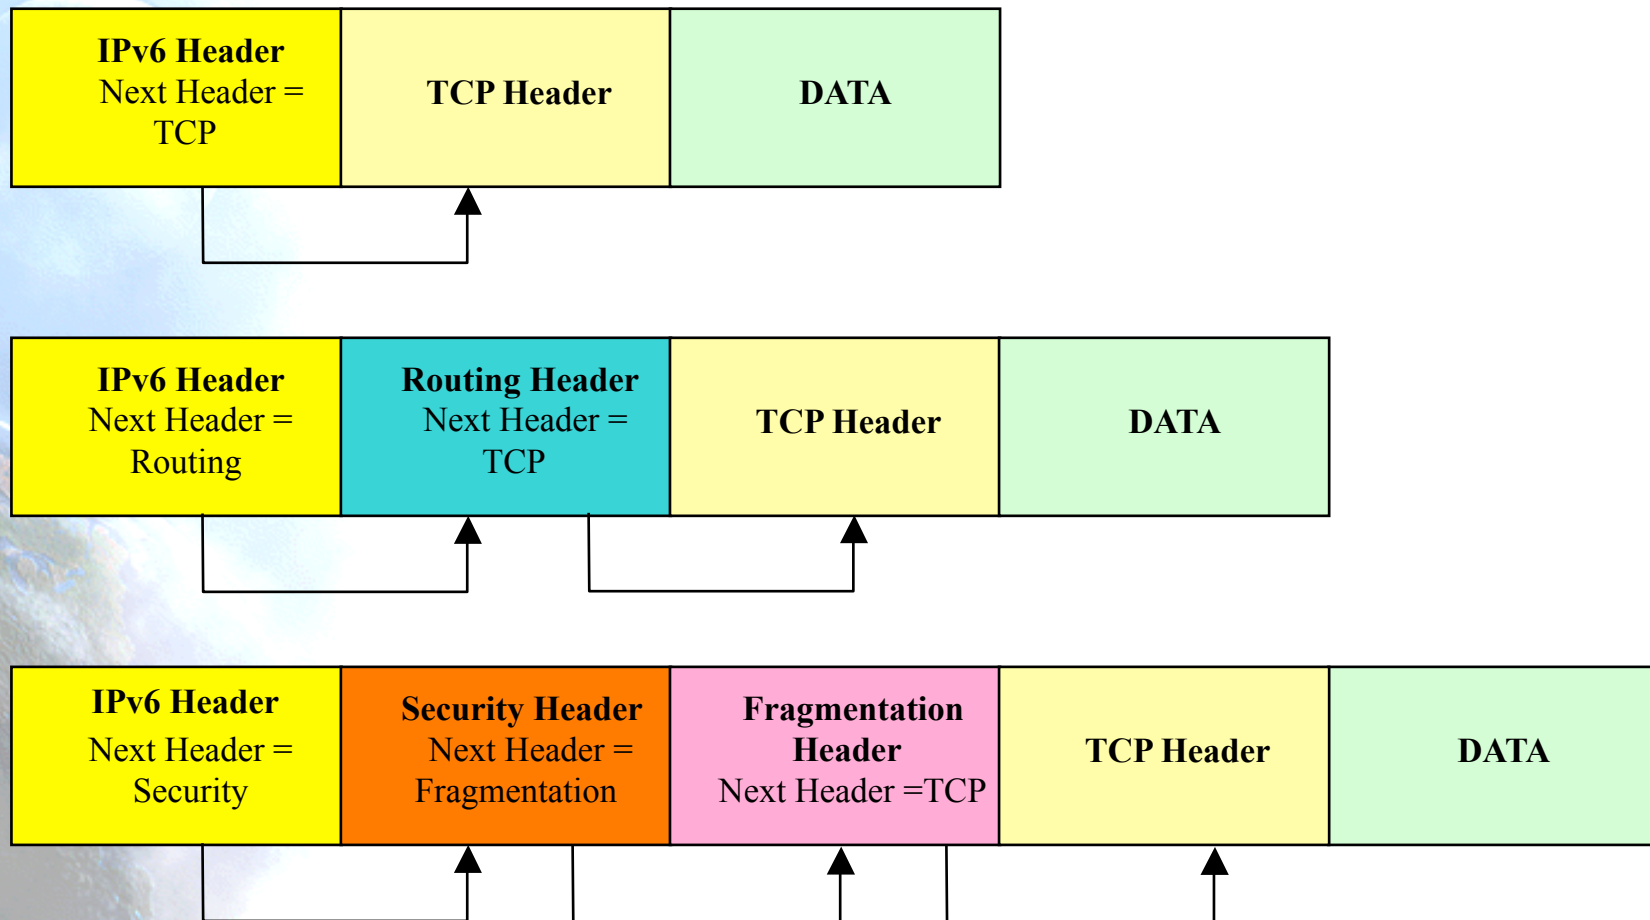 IPv6 Header
Next Header =
TCP
TCP Header
DATA
IPv6 Header
Next Header =
Routing
Routing Header
Next Header =
TCP
TCP Header
DATA
IPv6 Header
Next Header =
Security
Security Header
Next Header =
Fragmentation
Fragmentation
Header
Next Header =TCP
TCP Header
DATA